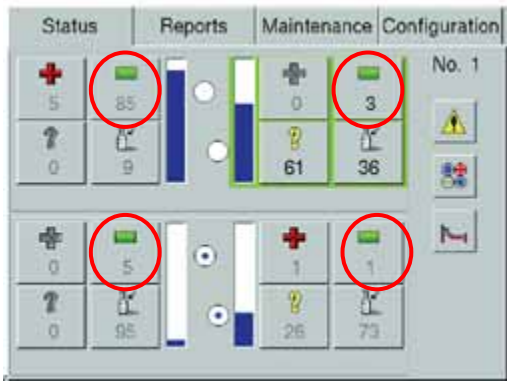 Status Reports Maintenance Configuration
No. 1
5 85 0 3
0 9 61 36
0 5 1 1
0 95 26 73